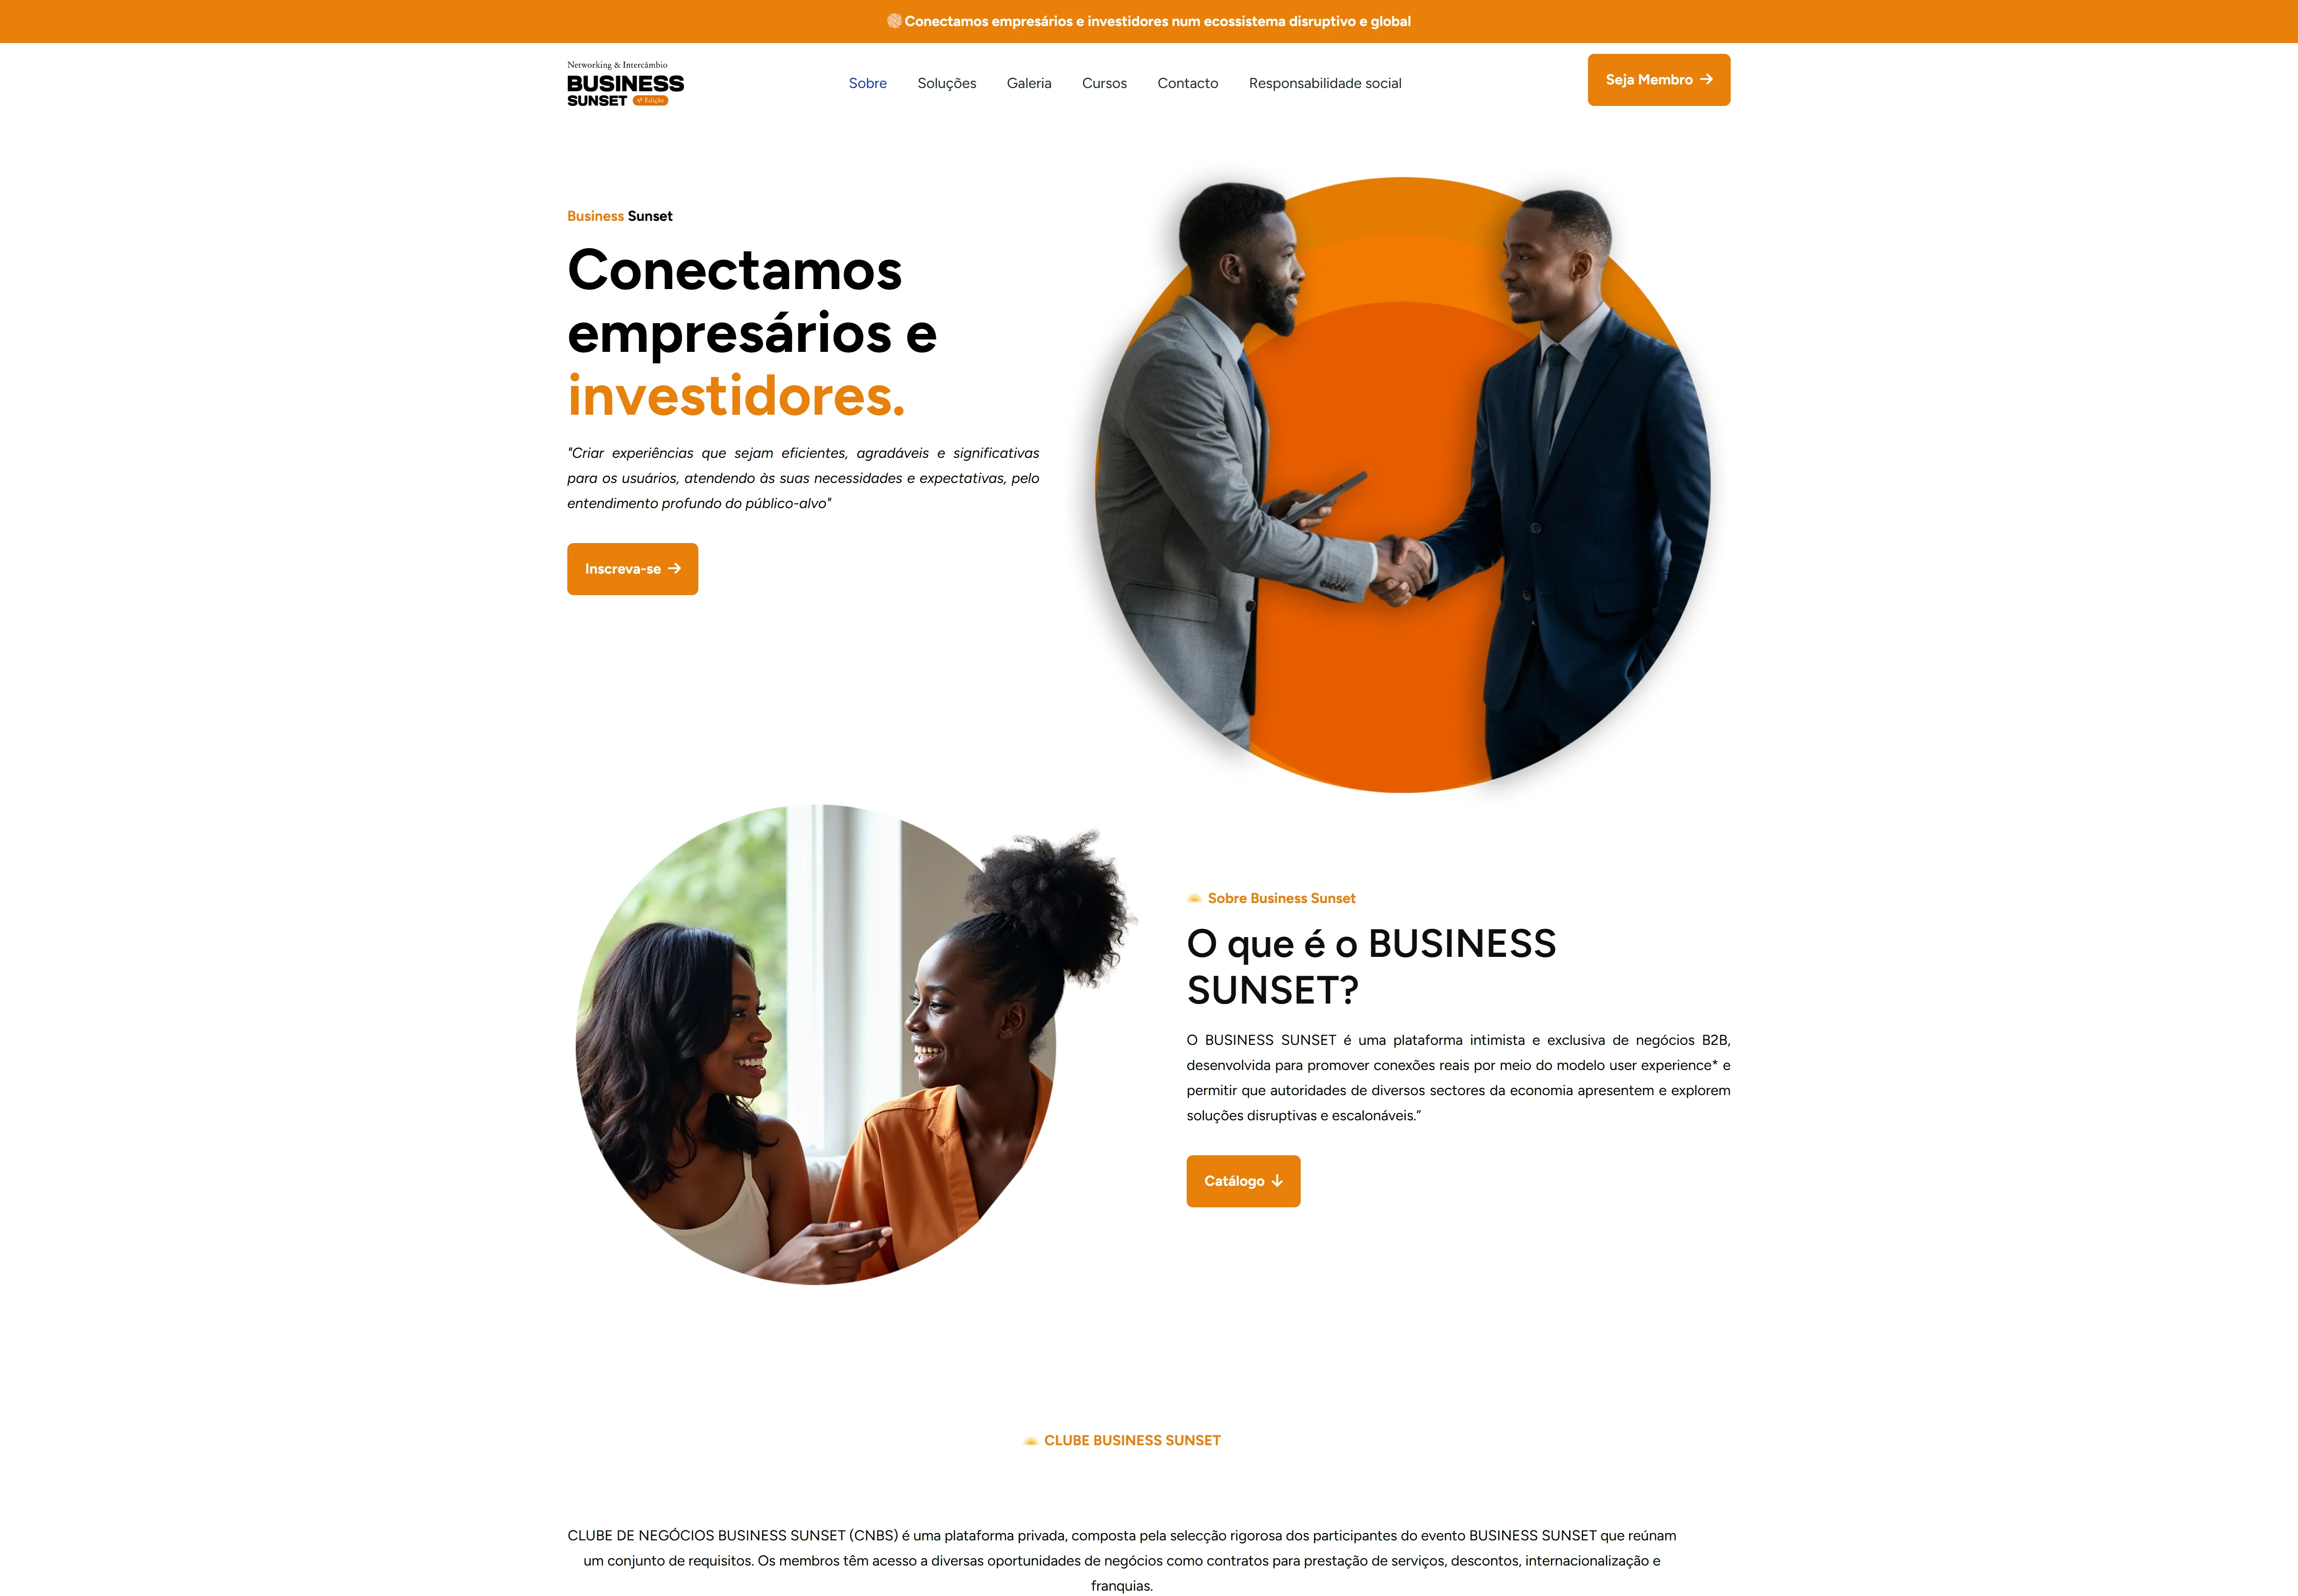 Conectamos empresários e investidores num ecossistema disruptivo e global
Networking & Intercâmbio
BUSINESS
SUNSET 4ª Edição
Sobre
Soluções
Galeria
Cursos
Contacto
Responsabilidade social
Seja Membro →
Business Sunset
Conectamos
empresários e
investidores.
"Criar experiências que sejam eficientes, agradáveis e significativas
para os usuários, atendendo às suas necessidades e expectativas, pelo
entendimento profundo do público-alvo"
Inscreva-se →
Sobre Business Sunset
O que é o BUSINESS
SUNSET?
O BUSINESS SUNSET é uma plataforma intimista e exclusiva de negócios B2B,
desenvolvida para promover conexões reais por meio do modelo user experience* e
permitir que autoridades de diversos sectores da economia apresentem e explorem
soluções disruptivas e escalonáveis.”
Catálogo ↓
CLUBE BUSINESS SUNSET
CLUBE DE NEGÓCIOS BUSINESS SUNSET (CNBS) é uma plataforma privada, composta pela selecção rigorosa dos participantes do evento BUSINESS SUNSET que reúnam
um conjunto de requisitos. Os membros têm acesso a diversas oportunidades de negócios como contratos para prestação de serviços, descontos, internacionalização e
franquias.